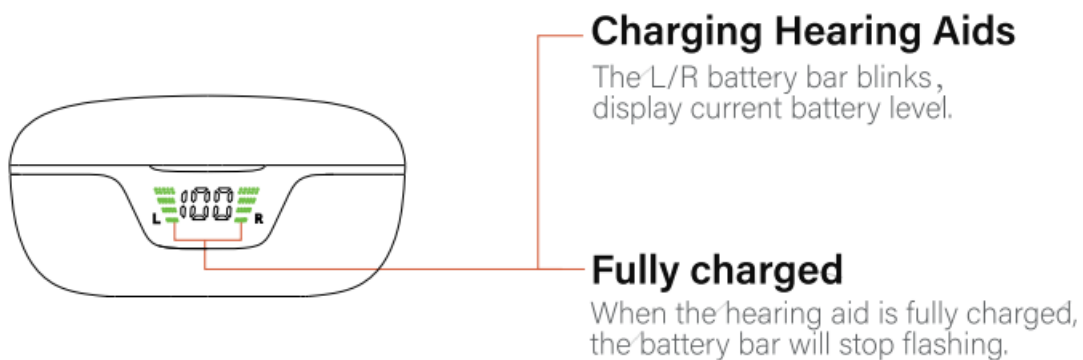 Charging Hearing Aids
The L/R battery bar blinks,
display current battery level.
100
L R
Fully charged
When the hearing aid is fully charged,
the battery bar will stop flashing.